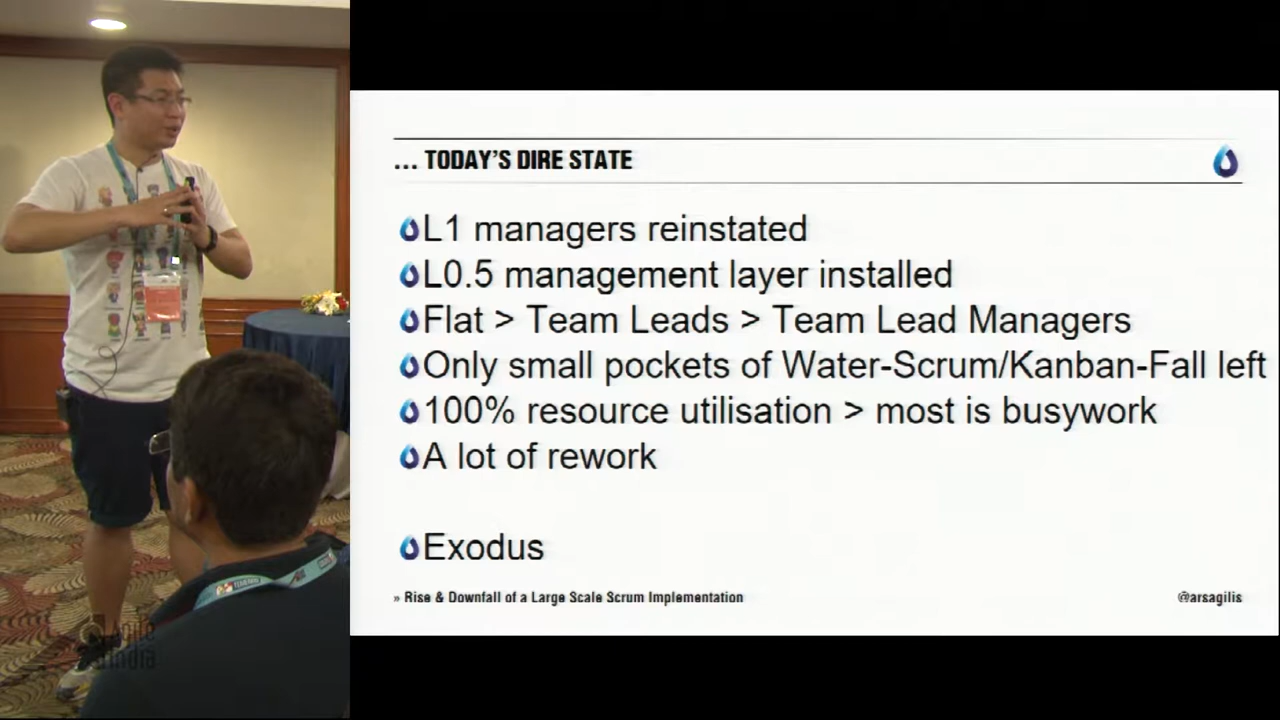 ... TODAY'S DIRE STATE
L1 managers reinstated
L0.5 management layer installed
Flat > Team Leads > Team Lead Managers
Only small pockets of Water-Scrum/Kanban-Fall left
100% resource utilisation > most is busywork
A lot of rework
Exodus
» Rise & Downfall of a Large Scale Scrum Implementation
@arsagilis
Agile
India